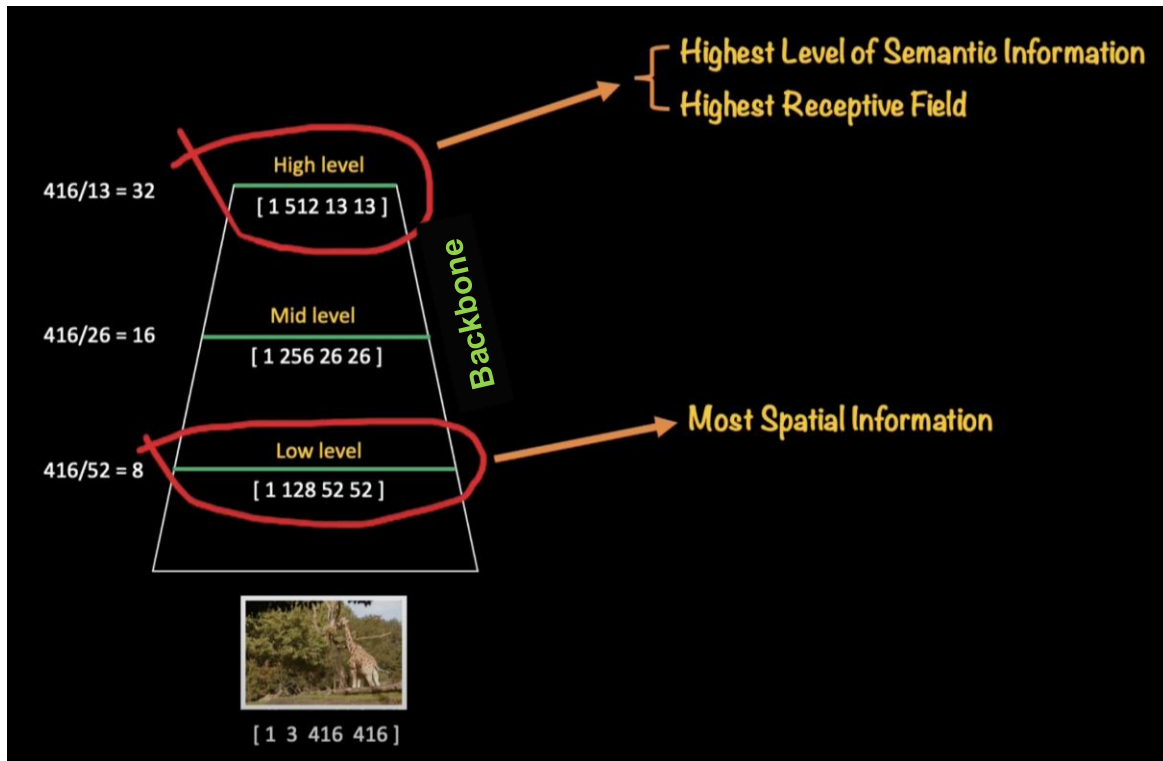 Highest Level of Semantic Information
Highest Receptive Field
High level
416/13 = 32
[ 1 512 13 13 ]
Backbone
Mid level
416/26 = 16
[ 1 256 26 26 ]
Most Spatial Information
Low level
416/52 = 8
[ 1 128 52 52 ]
[ 1 3 416 416 ]